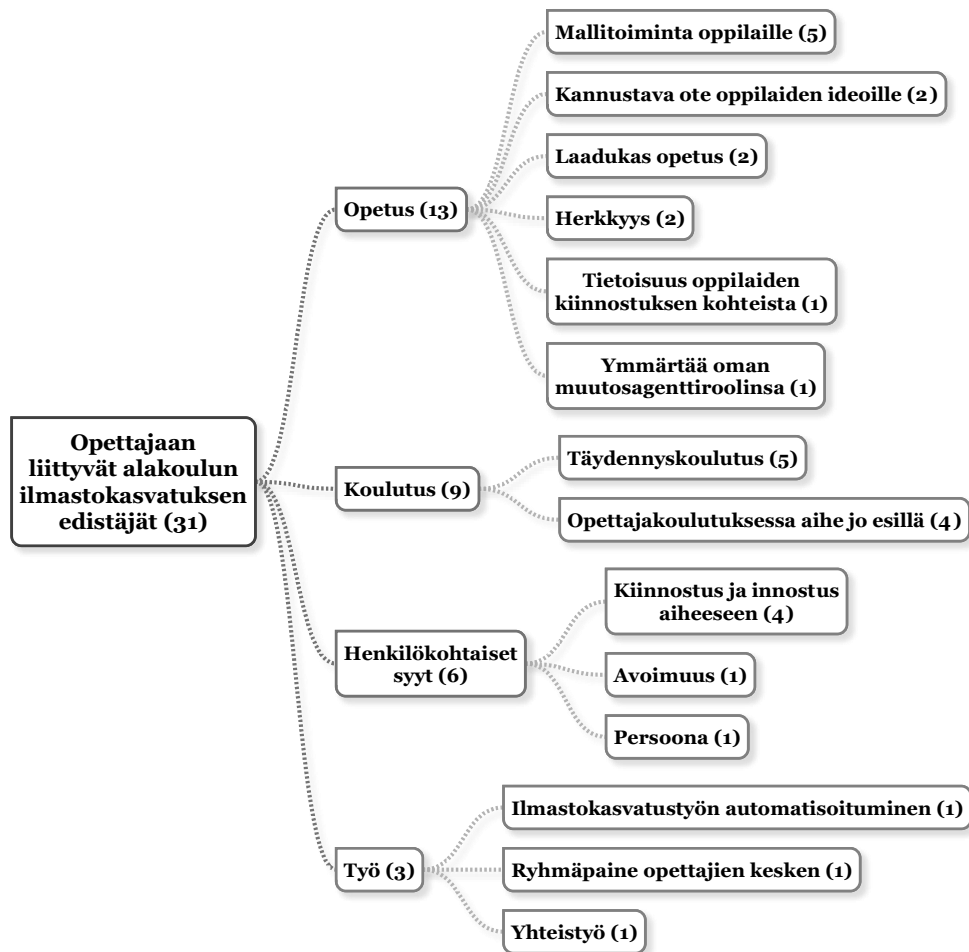 Opettajaan
liittyvät alakoulun
ilmastokasvatuksen
edistäjät (31)
Opetus (13)
Mallitoiminta oppilaille (5)
Kannustava ote oppilaiden ideoille (2)
Laadukas opetus (2)
Herkkyys (2)
Tietoisuus oppilaiden
kiinnostuksen kohteista (1)
Ymmärtää oman
muutosagenttiroolinsa (1)
Koulutus (9)
Täydennyskoulutus (5)
Opettajakoulutuksessa aihe jo esillä (4)
Henkilökohtaiset
syyt (6)
Kiinnostus ja innostus
aiheeseen (4)
Avoimuus (1)
Persoona (1)
Työ (3)
Ilmastokasvatustyön automatisoituminen (1)
Ryhmäpaine opettajien kesken (1)
Yhteistyö (1)